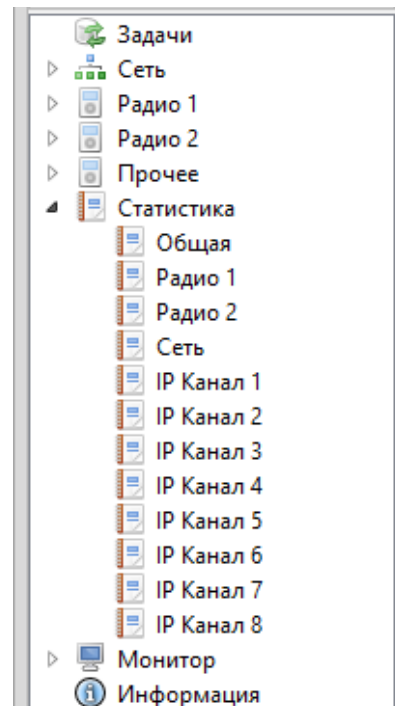 Задачи
Сеть
Радио 1
Радио 2
Прочее
Статистика
Общая
Радио 1
Радио 2
Сеть
IP Канал 1
IP Канал 2
IP Канал 3
IP Канал 4
IP Канал 5
IP Канал 6
IP Канал 7
IP Канал 8
Монитор
Информация